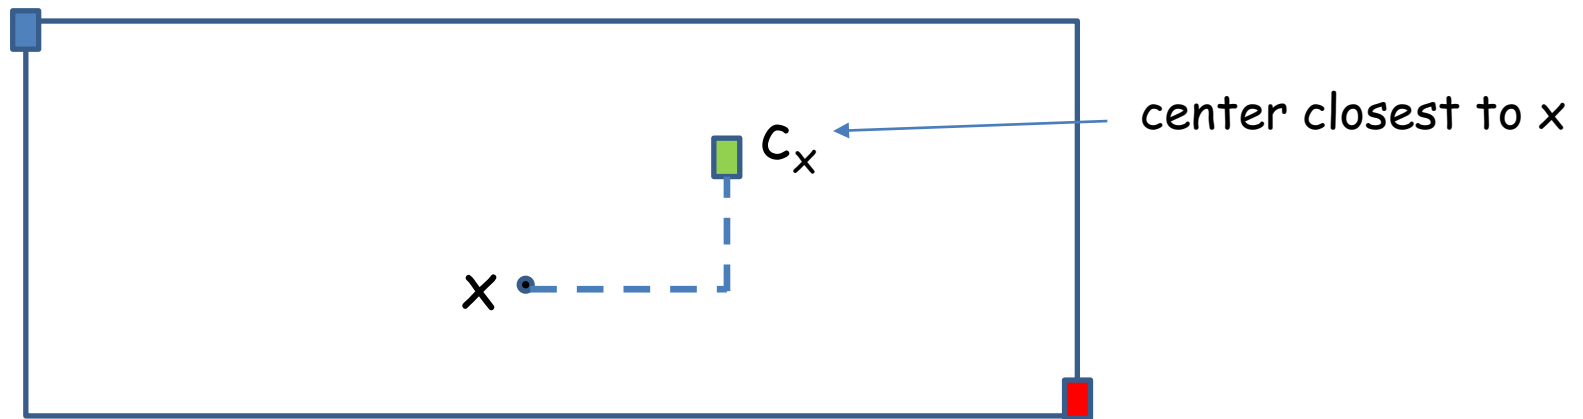 center closest to x
cₓ
x